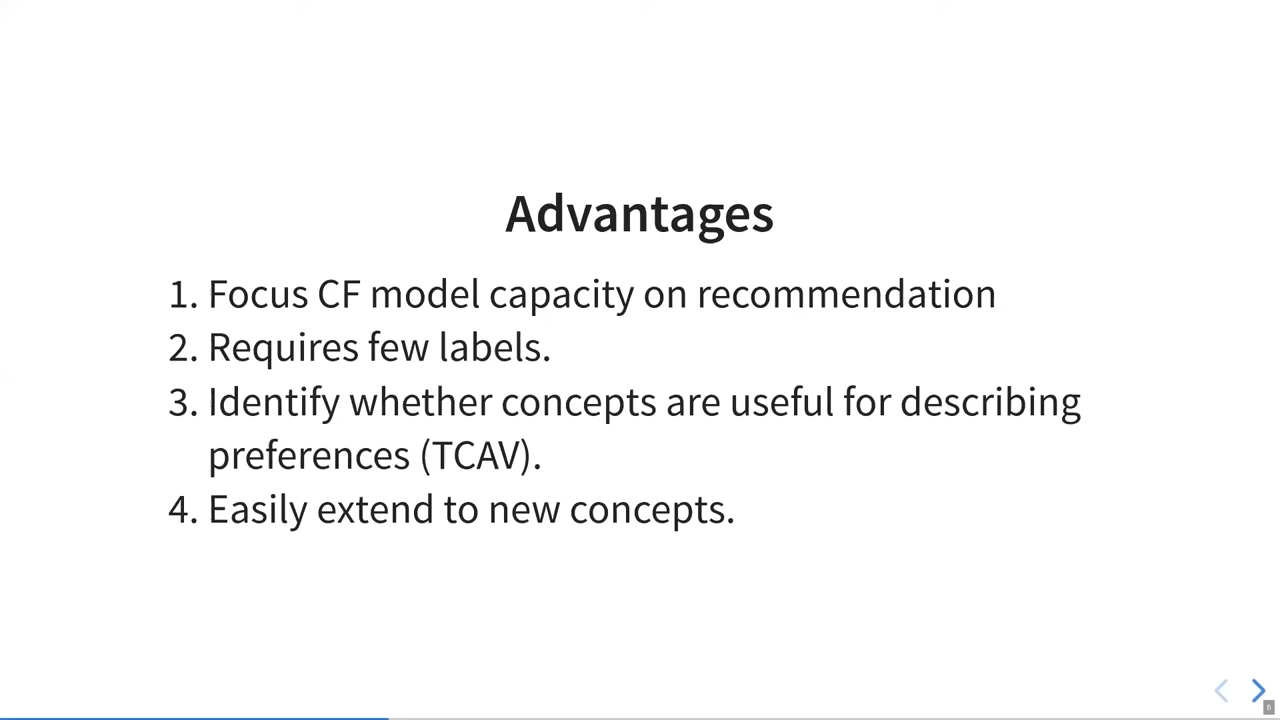 Advantages
1. Focus CF model capacity on recommendation
2. Requires few labels.
3. Identify whether concepts are useful for describing
preferences (TCAV).
4. Easily extend to new concepts.
8